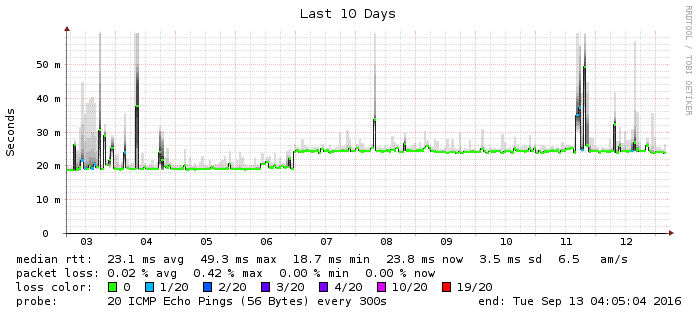 Last 10 Days
RRDTOOL / TOBI OETIKER
Seconds
50 m
40 m
30 m
20 m
10 m
0
03 04 05 06 07 08 09 10 11 12
median rtt: 23.1 ms avg 49.3 ms max 18.7 ms min 23.8 ms now 3.5 ms sd 6.5 am/s
packet loss: 0.02 % avg 0.42 % max 0.00 % min 0.00 % now
loss color: 0 1/20 2/20 3/20 4/20 10/20 19/20
probe: 20 ICMP Echo Pings (56 Bytes) every 300s end: Tue Sep 13 04:05:04 2016